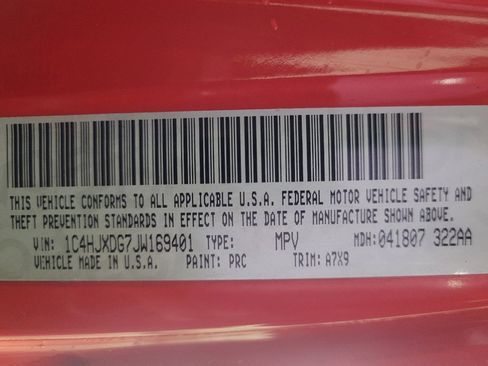 THIS VEHICLE CONFORMS TO ALL APPLICABLE U.S.A. FEDERAL MOTOR VEHICLE SAFETY AND
THEFT PREVENTION STANDARDS IN EFFECT ON THE DATE OF MANUFACTURE SHOWN ABOVE.
VIN: 1C4HJXDG7JW169401 TYPE: MPV MDH: 041807 322AA
VEHICLE MADE IN U.S.A. PAINT: PRC TRIM: A7X9